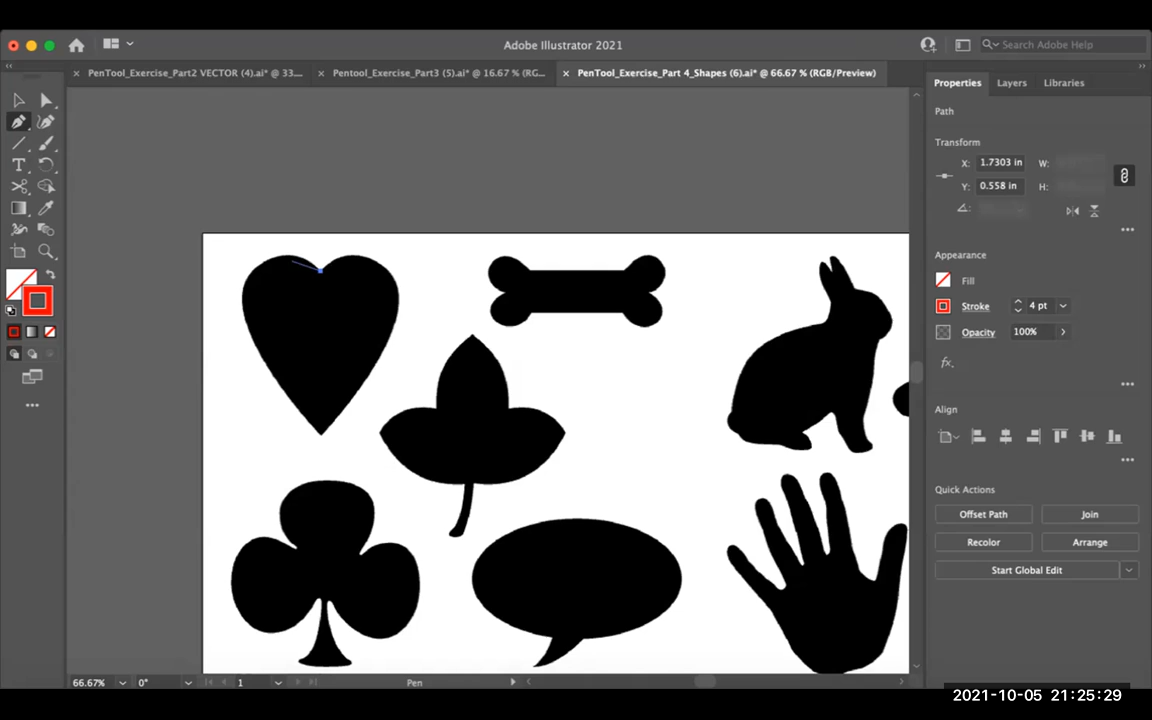 Adobe Illustrator 2021
Search Adobe Help
PenTool_Exercise_Part2 VECTOR (4).ai* @ 33....
Pentool_Exercise_Part3 (5).ai* @ 16.67 % (RG...
PenTool_Exercise_Part 4_Shapes (6).ai* @ 66.67 % (RGB/Preview)
Properties
Layers
Libraries
Path
Transform
X: 1.7303 in W:
Y: 0.558 in H:
Appearance
Fill
Stroke 4 pt
Opacity 100%
fx.
Align
Quick Actions
Offset Path
Join
Recolor
Arrange
Start Global Edit
66.67% 0° 1 Pen
2021-10-05 21:25:29